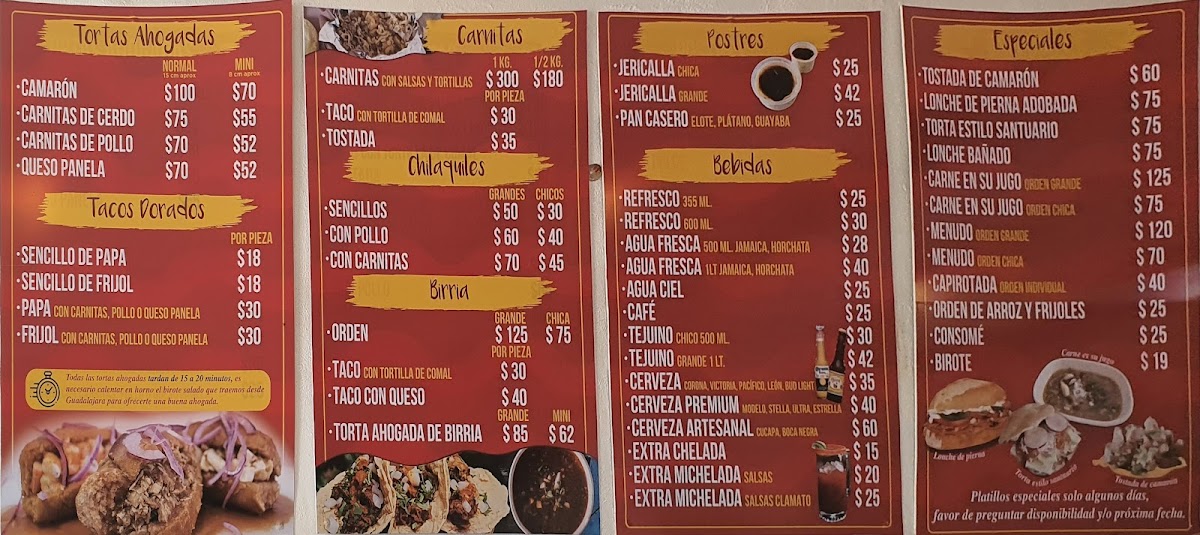 Tortas Ahogadas
NORMAL MINI
15 cm aprox 8 cm aprox
·CAMARÓN $100 $70
·CARNITAS DE CERDO $75 $55
·CARNITAS DE POLLO $70 $52
·QUESO PANELA $70 $52
Tacos Dorados
POR PIEZA
·SENCILLO DE PAPA $18
·SENCILLO DE FRIJOL $18
·PAPA CON CARNITAS, POLLO O QUESO PANELA $30
·FRIJOL CON CARNITAS, POLLO O QUESO PANELA $30
Todas las tortas ahogadas tardan de 15 a 20 minutos, es
necesario calentar en horno el birote salado que traemos desde
Guadalajara para ofrecerte una buena ahogada.
Carnitas
1 KG. 1/2 KG.
·CARNITAS CON SALSAS Y TORTILLAS $300 $180
POR PIEZA
·TACO CON TORTILLA DE COMAL $30
·TOSTADA $35
Chilaquiles
GRANDES CHICOS
·SENCILLOS $50 $30
·CON POLLO $60 $40
·CON CARNITAS $70 $45
Birria
GRANDE CHICA
·ORDEN $125 $75
POR PIEZA
·TACO CON TORTILLA DE COMAL $30
·TACO CON QUESO $40
GRANDE MINI
·TORTA AHOGADA DE BIRRIA $85 $62
Postres
·JERICALLA CHICA $25
·JERICALLA GRANDE $42
·PAN CASERO ELOTE, PLÁTANO, GUAYABA $25
Bebidas
·REFRESCO 355 ML. $25
·REFRESCO 600 ML. $30
·AGUA FRESCA 500 ML. JAMAICA, HORCHATA $28
·AGUA FRESCA 1LT JAMAICA, HORCHATA $40
·AGUA CIEL $25
·CAFÉ $25
·TEJUINO CHICO 500 ML. $30
·TEJUINO GRANDE 1 LT. $42
·CERVEZA CORONA, VICTORIA, PACÍFICO, LEÓN, BUD LIGHT $35
·CERVEZA PREMIUM MODELO, STELLA, ULTRA, ESTRELLA $40
·CERVEZA ARTESANAL CUCAPA, BOCA NEGRA $60
·EXTRA CHELADA $15
·EXTRA MICHELADA SALSAS $20
·EXTRA MICHELADA SALSAS CLAMATO $25
Especiales
·TOSTADA DE CAMARÓN $60
·LONCHE DE PIERNA ADOBADA $75
·TORTA ESTILO SANTUARIO $75
·LONCHE BAÑADO $75
·CARNE EN SU JUGO ORDEN GRANDE $125
·CARNE EN SU JUGO ORDEN CHICA $75
·MENUDO ORDEN GRANDE $120
·MENUDO ORDEN CHICA $70
·CAPIROTADA ORDEN INDIVIDUAL $40
·ORDEN DE ARROZ Y FRIJOLES $25
·CONSOMÉ $25
·BIROTE $19
Carne en su jugo
Lonche de pierna
Torta estilo santuario
Tostada de camarón
Platillos especiales solo algunos días,
favor de preguntar disponibilidad y/o próxima fecha.